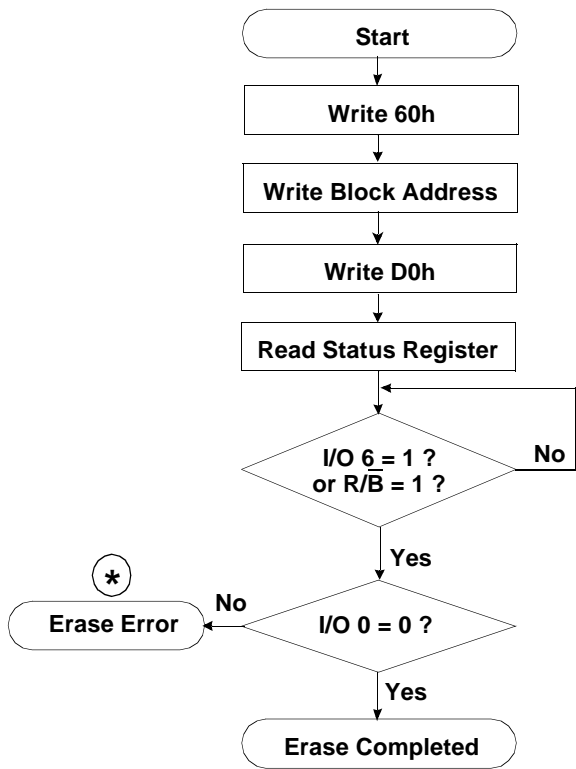 Start
Write 60h
Write Block Address
Write D0h
Read Status Register
I/O 6 = 1 ?
or R/B̅ = 1 ?
No
Yes
*
No
Erase Error
I/O 0 = 0 ?
Yes
Erase Completed